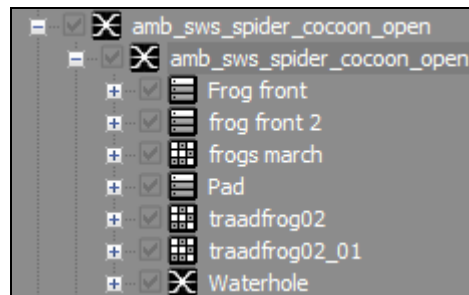 amb_sws_spider_cocoon_open
amb_sws_spider_cocoon_open
Frog front
frog front 2
frogs march
Pad
traadfrog02
traadfrog02_01
Waterhole